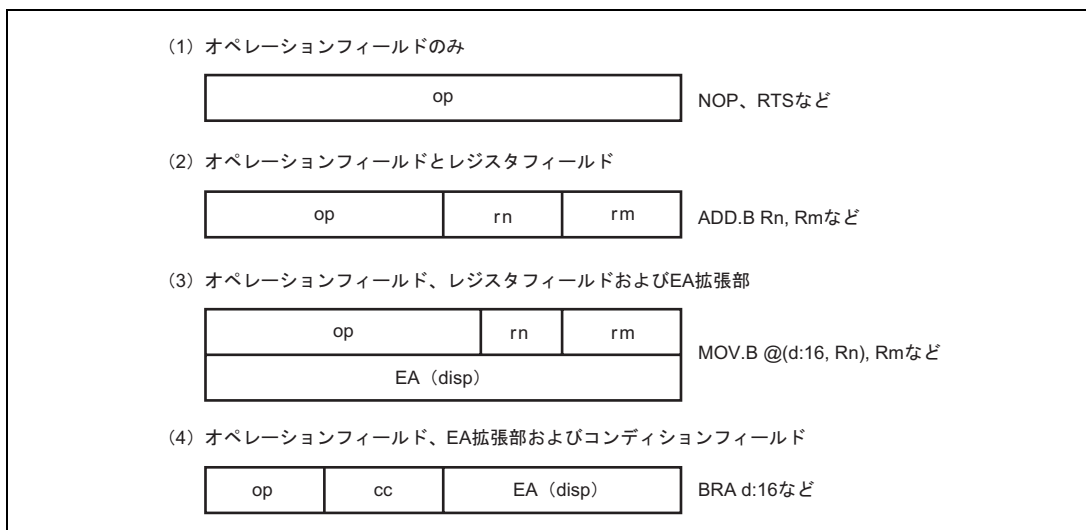 (1) オペレーションフィールドのみ
op
NOP、RTSなど
(2) オペレーションフィールドとレジスタフィールド
op rn rm
ADD.B Rn, Rmなど
(3) オペレーションフィールド、レジスタフィールドおよびEA拡張部
op rn rm
EA（disp）
MOV.B @(d:16, Rn), Rmなど
(4) オペレーションフィールド、EA拡張部およびコンディションフィールド
op cc EA（disp）
BRA d:16など